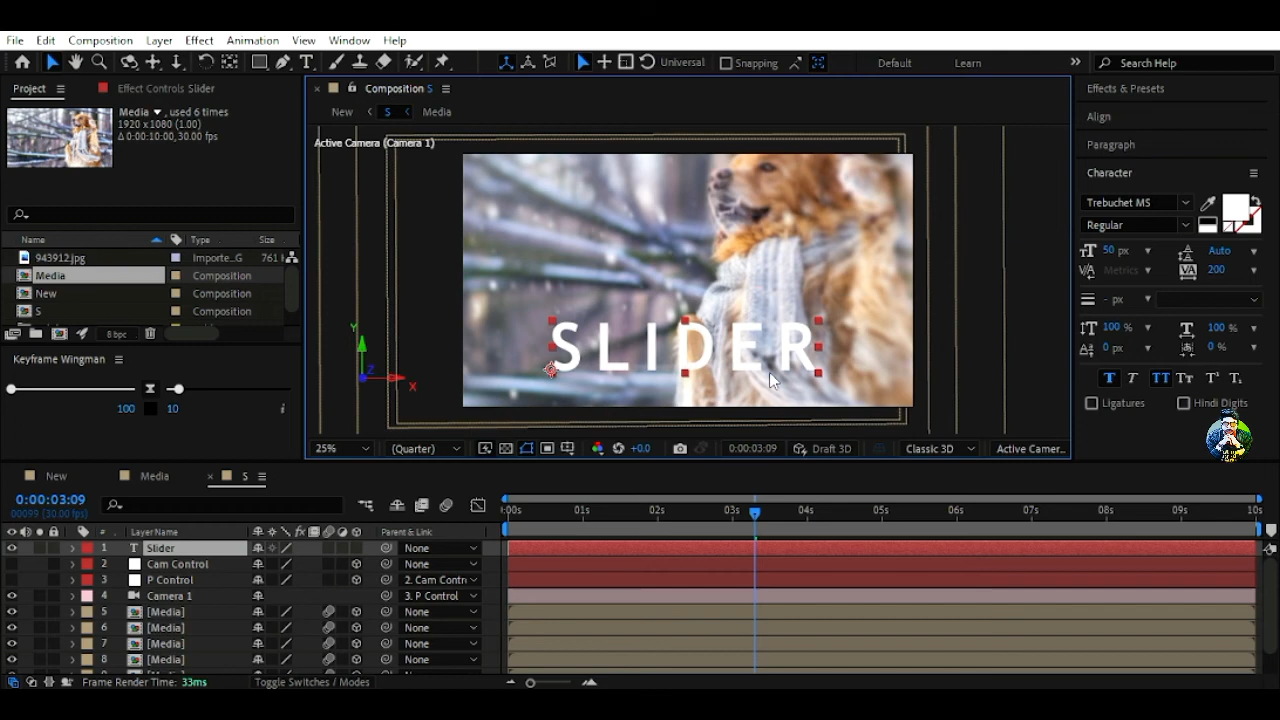 File Edit Composition Layer Effect Animation View Window Help
Universal Snapping Default Learn Search Help
Project Effect Controls Slider
Media ▼, used 6 times
1920 x 1080 (1.00)
Δ 0:00:10:00, 30.00 fps
Name Type Size
943912.jpg Importe_G 761
Media Composition
New Composition
S Composition
8 bpc
Keyframe Wingman
100 10
Composition S
New S Media
Active Camera (Camera 1)
SLIDER
Y
Z
X
25% (Quarter) +0.0 0:00:03:09 Draft 3D Classic 3D Active Camer...
Effects & Presets
Align
Paragraph
Character
Trebuchet MS
Regular
50 px Auto
Metrics 200
- px
100 % 100 %
0 px 0 %
T T TT Tr T¹ T₁
Ligatures Hindi Digits
New Media S
0:00:03:09
00099 (30.00 fps)
:00s 01s 02s 03s 04s 05s 06s 07s 08s 09s 10s
# Layer Name fx Parent & Link
1 T Slider None
2 Cam Control None
3 P Control 2. Cam Contr
4 Camera 1 3. P Control
5 [Media] None
6 [Media] None
7 [Media] None
8 [Media] None
Frame Render Time: 33ms Toggle Switches / Modes